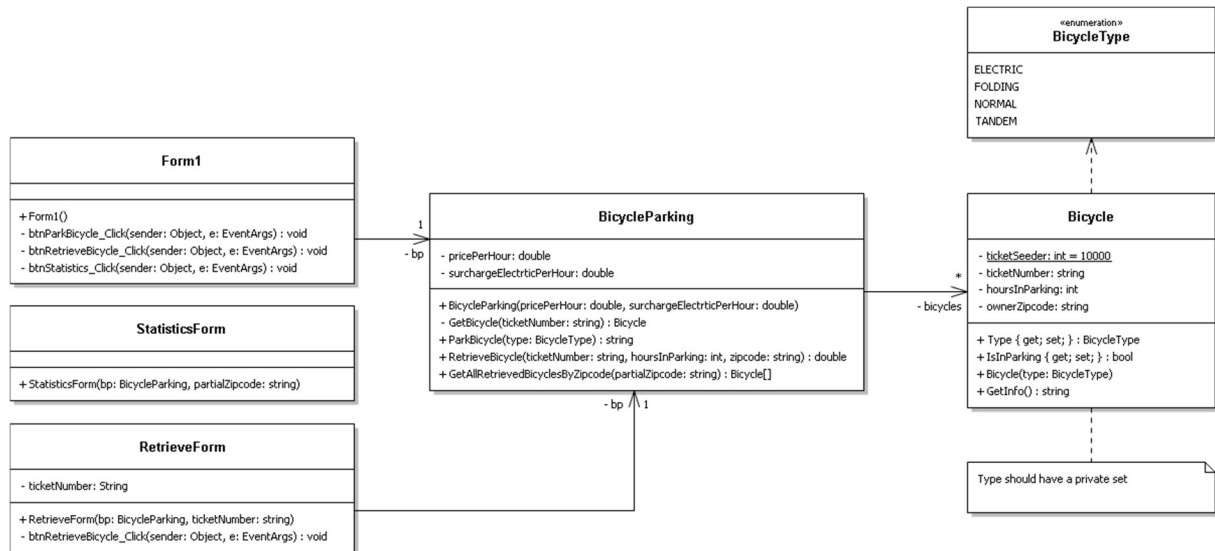 «enumeration»
BicycleType
ELECTRIC
FOLDING
NORMAL
TANDEM
Form1
+ Form1()
- btnParkBicycle_Click(sender: Object, e: EventArgs) : void
- btnRetrieveBicycle_Click(sender: Object, e: EventArgs) : void
- btnStatistics_Click(sender: Object, e: EventArgs) : void
1
- bp
StatisticsForm
+ StatisticsForm(bp: BicycleParking, partialZipcode: string)
RetrieveForm
- ticketNumber: String
+ RetrieveForm(bp: BicycleParking, ticketNumber: string)
- btnRetrieveBicycle_Click(sender: Object, e: EventArgs) : void
BicycleParking
- pricePerHour: double
- surchargeElectrticPerHour: double
+ BicycleParking(pricePerHour: double, surchargeElectrticPerHour: double)
- GetBicycle(ticketNumber: string) : Bicycle
+ ParkBicycle(type: BicycleType) : string
+ RetrieveBicycle(ticketNumber: string, hoursInParking: int, zipcode: string) : double
+ GetAllRetrievedBicyclesByZipcode(partialZipcode: string) : Bicycle[]
- bp 1
*
- bicycles
Bicycle
- ticketSeeder: int = 10000
- ticketNumber: string
- hoursInParking: int
- ownerZipcode: string
+ Type { get; set; } : BicycleType
+ IsInParking { get; set; } : bool
+ Bicycle(type: BicycleType)
+ GetInfo() : string
Type should have a private set